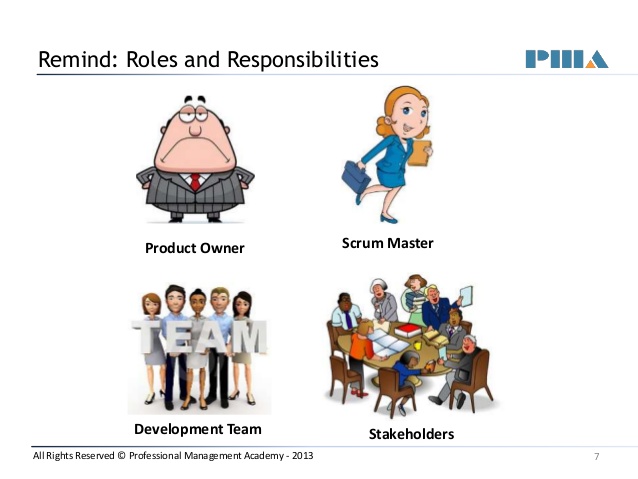 Remind: Roles and Responsibilities
PMA
Product Owner
Scrum Master
TEAM
Development Team
Stakeholders
All Rights Reserved © Professional Management Academy - 2013
7